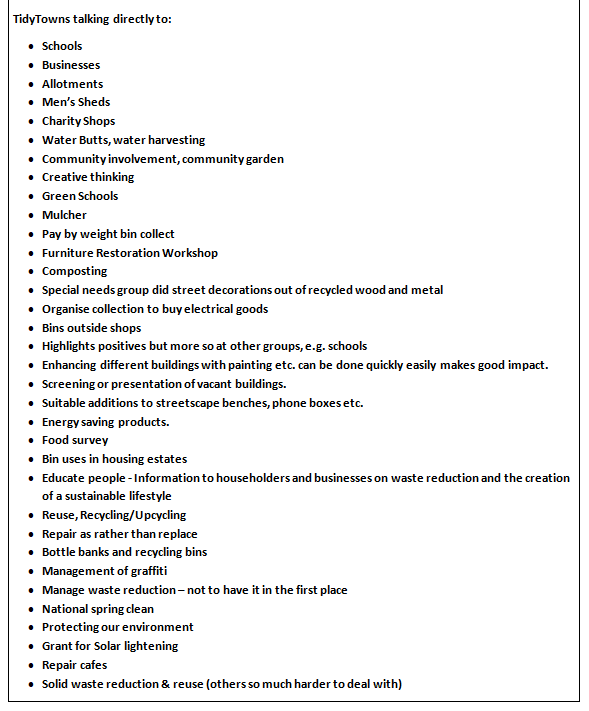 TidyTowns talking directly to:
• Schools
• Businesses
• Allotments
• Men's Sheds
• Charity Shops
• Water Butts, water harvesting
• Community involvement, community garden
• Creative thinking
• Green Schools
• Mulcher
• Pay by weight bin collect
• Furniture Restoration Workshop
• Composting
• Special needs group did street decorations out of recycled wood and metal
• Organise collection to buy electrical goods
• Bins outside shops
• Highlights positives but more so at other groups, e.g. schools
• Enhancing different buildings with painting etc. can be done quickly easily makes good impact.
• Screening or presentation of vacant buildings.
• Suitable additions to streetscape benches, phone boxes etc.
• Energy saving products.
• Food survey
• Bin uses in housing estates
• Educate people - Information to householders and businesses on waste reduction and the creation
of a sustainable lifestyle
• Reuse, Recycling/Upcycling
• Repair as rather than replace
• Bottle banks and recycling bins
• Management of graffiti
• Manage waste reduction – not to have it in the first place
• National spring clean
• Protecting our environment
• Grant for Solar lightening
• Repair cafes
• Solid waste reduction & reuse (others so much harder to deal with)